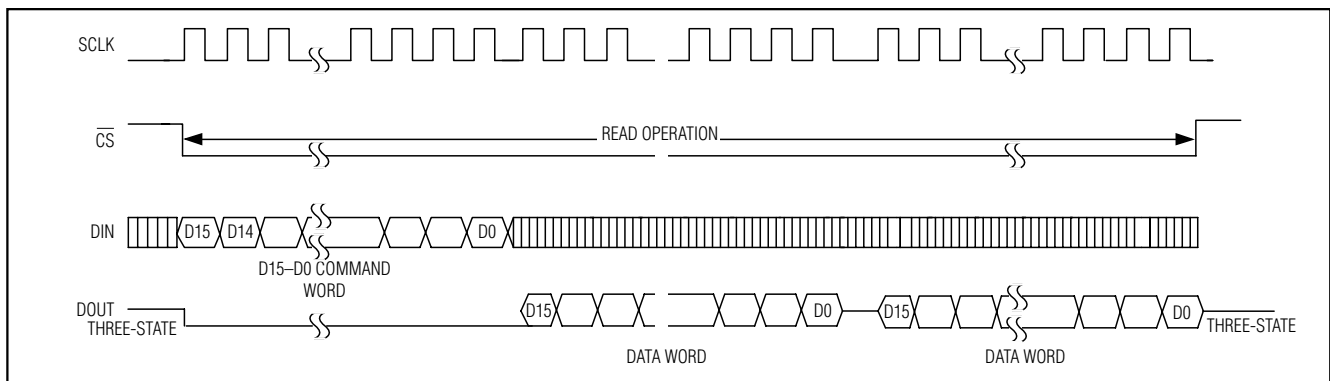 SCLK
CS
READ OPERATION
DIN
D15
D14
D0
D15–D0 COMMAND
WORD
DOUT
THREE-STATE
D15
D0
D15
D0
THREE-STATE
DATA WORD
DATA WORD